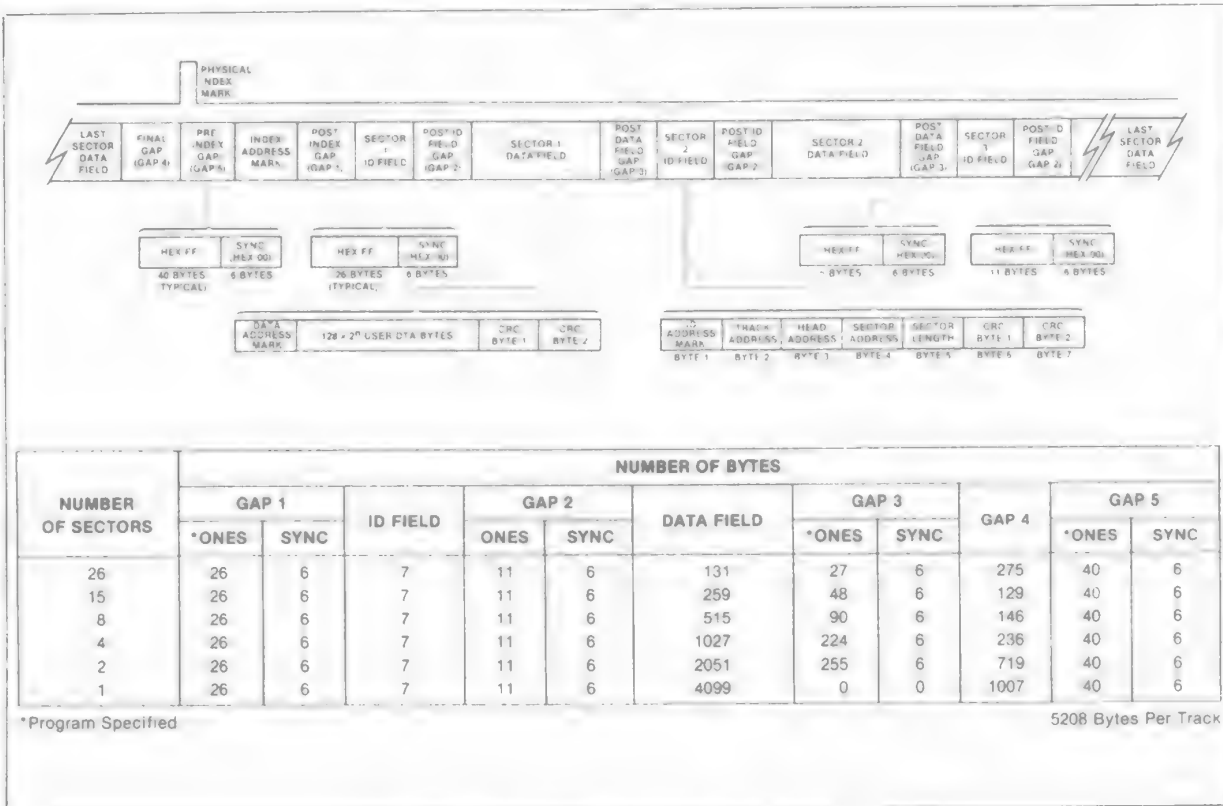 PHYSICAL
INDEX
MARK
LAST SECTOR DATA FIELD
FINAL GAP (GAP 4)
PRE INDEX GAP (GAP 5)
INDEX ADDRESS MARK
POST INDEX GAP (GAP 1)
SECTOR 1 ID FIELD
POST ID FIELD GAP (GAP 2)
SECTOR 1 DATA FIELD
POST DATA FIELD GAP (GAP 3)
SECTOR 2 ID FIELD
POST ID FIELD GAP GAP 2)
SECTOR 2 DATA FIELD
POST DATA FIELD GAP (GAP 3)
SECTOR 3 ID FIELD
POST ID FIELD GAP (GAP 2)
LAST SECTOR DATA FIELD
HEX FF SYNC (HEX 00)
40 BYTES (TYPICAL) 6 BYTES
HEX FF SYNC HEX 00)
26 BYTES (TYPICAL) 6 BYTES
HEX FF SYNC (HEX 00)
BYTES 6 BYTES
HEX FF SYNC (HEX 00)
11 BYTES 6 BYTES
DATA ADDRESS MARK 128 × 2ⁿ USER DTA BYTES CRC BYTE 1 CRC BYTE 2
ID ADDRESS MARK TRACK ADDRESS HEAD ADDRESS SECTOR ADDRESS SECTOR LENGTH CRC BYTE 1 CRC BYTE 2
BYTE 1 BYTE 2 BYTE 3 BYTE 4 BYTE 5 BYTE 6 BYTE 7
NUMBER OF BYTES
NUMBER OF SECTORS GAP 1 ID FIELD GAP 2 DATA FIELD GAP 3 GAP 4 GAP 5
*ONES SYNC ONES SYNC *ONES SYNC *ONES SYNC
26 26 6 7 11 6 131 27 6 275 40 6
15 26 6 7 11 6 259 48 6 129 40 6
8 26 6 7 11 6 515 90 6 146 40 6
4 26 6 7 11 6 1027 224 6 236 40 6
2 26 6 7 11 6 2051 255 6 719 40 6
1 26 6 7 11 6 4099 0 0 1007 40 6
*Program Specified
5208 Bytes Per Track